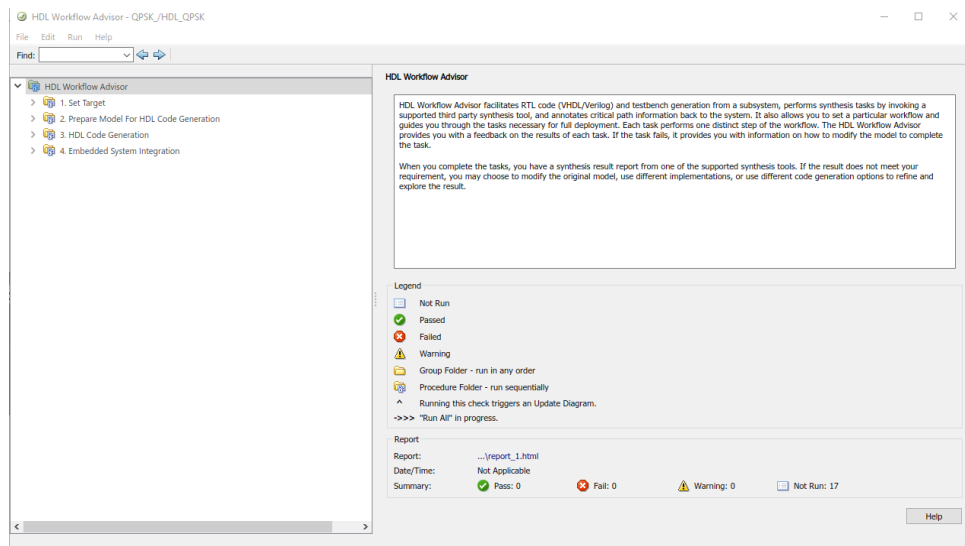 HDL Workflow Advisor - QPSK_/HDL_QPSK
File Edit Run Help
Find:
HDL Workflow Advisor
1. Set Target
2. Prepare Model For HDL Code Generation
3. HDL Code Generation
4. Embedded System Integration
HDL Workflow Advisor
HDL Workflow Advisor facilitates RTL code (VHDL/Verilog) and testbench generation from a subsystem, performs synthesis tasks by invoking a
supported third party synthesis tool, and annotates critical path information back to the system. It also allows you to set a particular workflow and
guides you through the tasks necessary for full deployment. Each task performs one distinct step of the workflow. The HDL Workflow Advisor
provides you with a feedback on the results of each task. If the task fails, it provides you with information on how to modify the model to complete
the task.
When you complete the tasks, you have a synthesis result report from one of the supported synthesis tools. If the result does not meet your
requirement, you may choose to modify the original model, use different implementations, or use different code generation options to refine and
explore the result.
Legend
Not Run
Passed
Failed
Warning
Group Folder - run in any order
Procedure Folder - run sequentially
^ Running this check triggers an Update Diagram.
->>> "Run All" in progress.
Report
Report: ...\report_1.html
Date/Time: Not Applicable
Summary: Pass: 0 Fail: 0 Warning: 0 Not Run: 17
Help